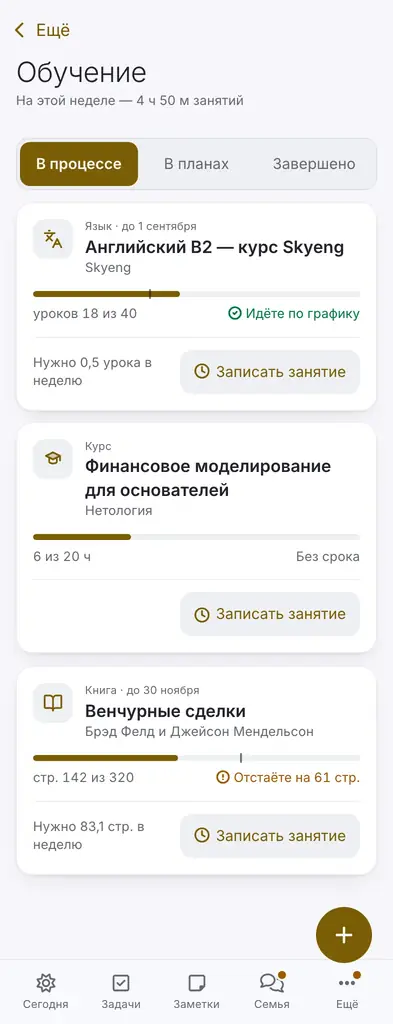 Ещё
Обучение
На этой неделе — 4 ч 50 м занятий
В процессе
В планах
Завершено
Язык · до 1 сентября
Английский B2 — курс Skyeng
Skyeng
уроков 18 из 40
Идёте по графику
Нужно 0,5 урока в
неделю
Записать занятие
Курс
Финансовое моделирование
для основателей
Нетология
6 из 20 ч
Без срока
Записать занятие
Книга · до 30 ноября
Венчурные сделки
Брэд Фелд и Джейсон Мендельсон
стр. 142 из 320
Отстаёте на 61 стр.
Нужно 83,1 стр. в
неделю
Записать занятие
Сегодня
Задачи
Заметки
Семья
Ещё